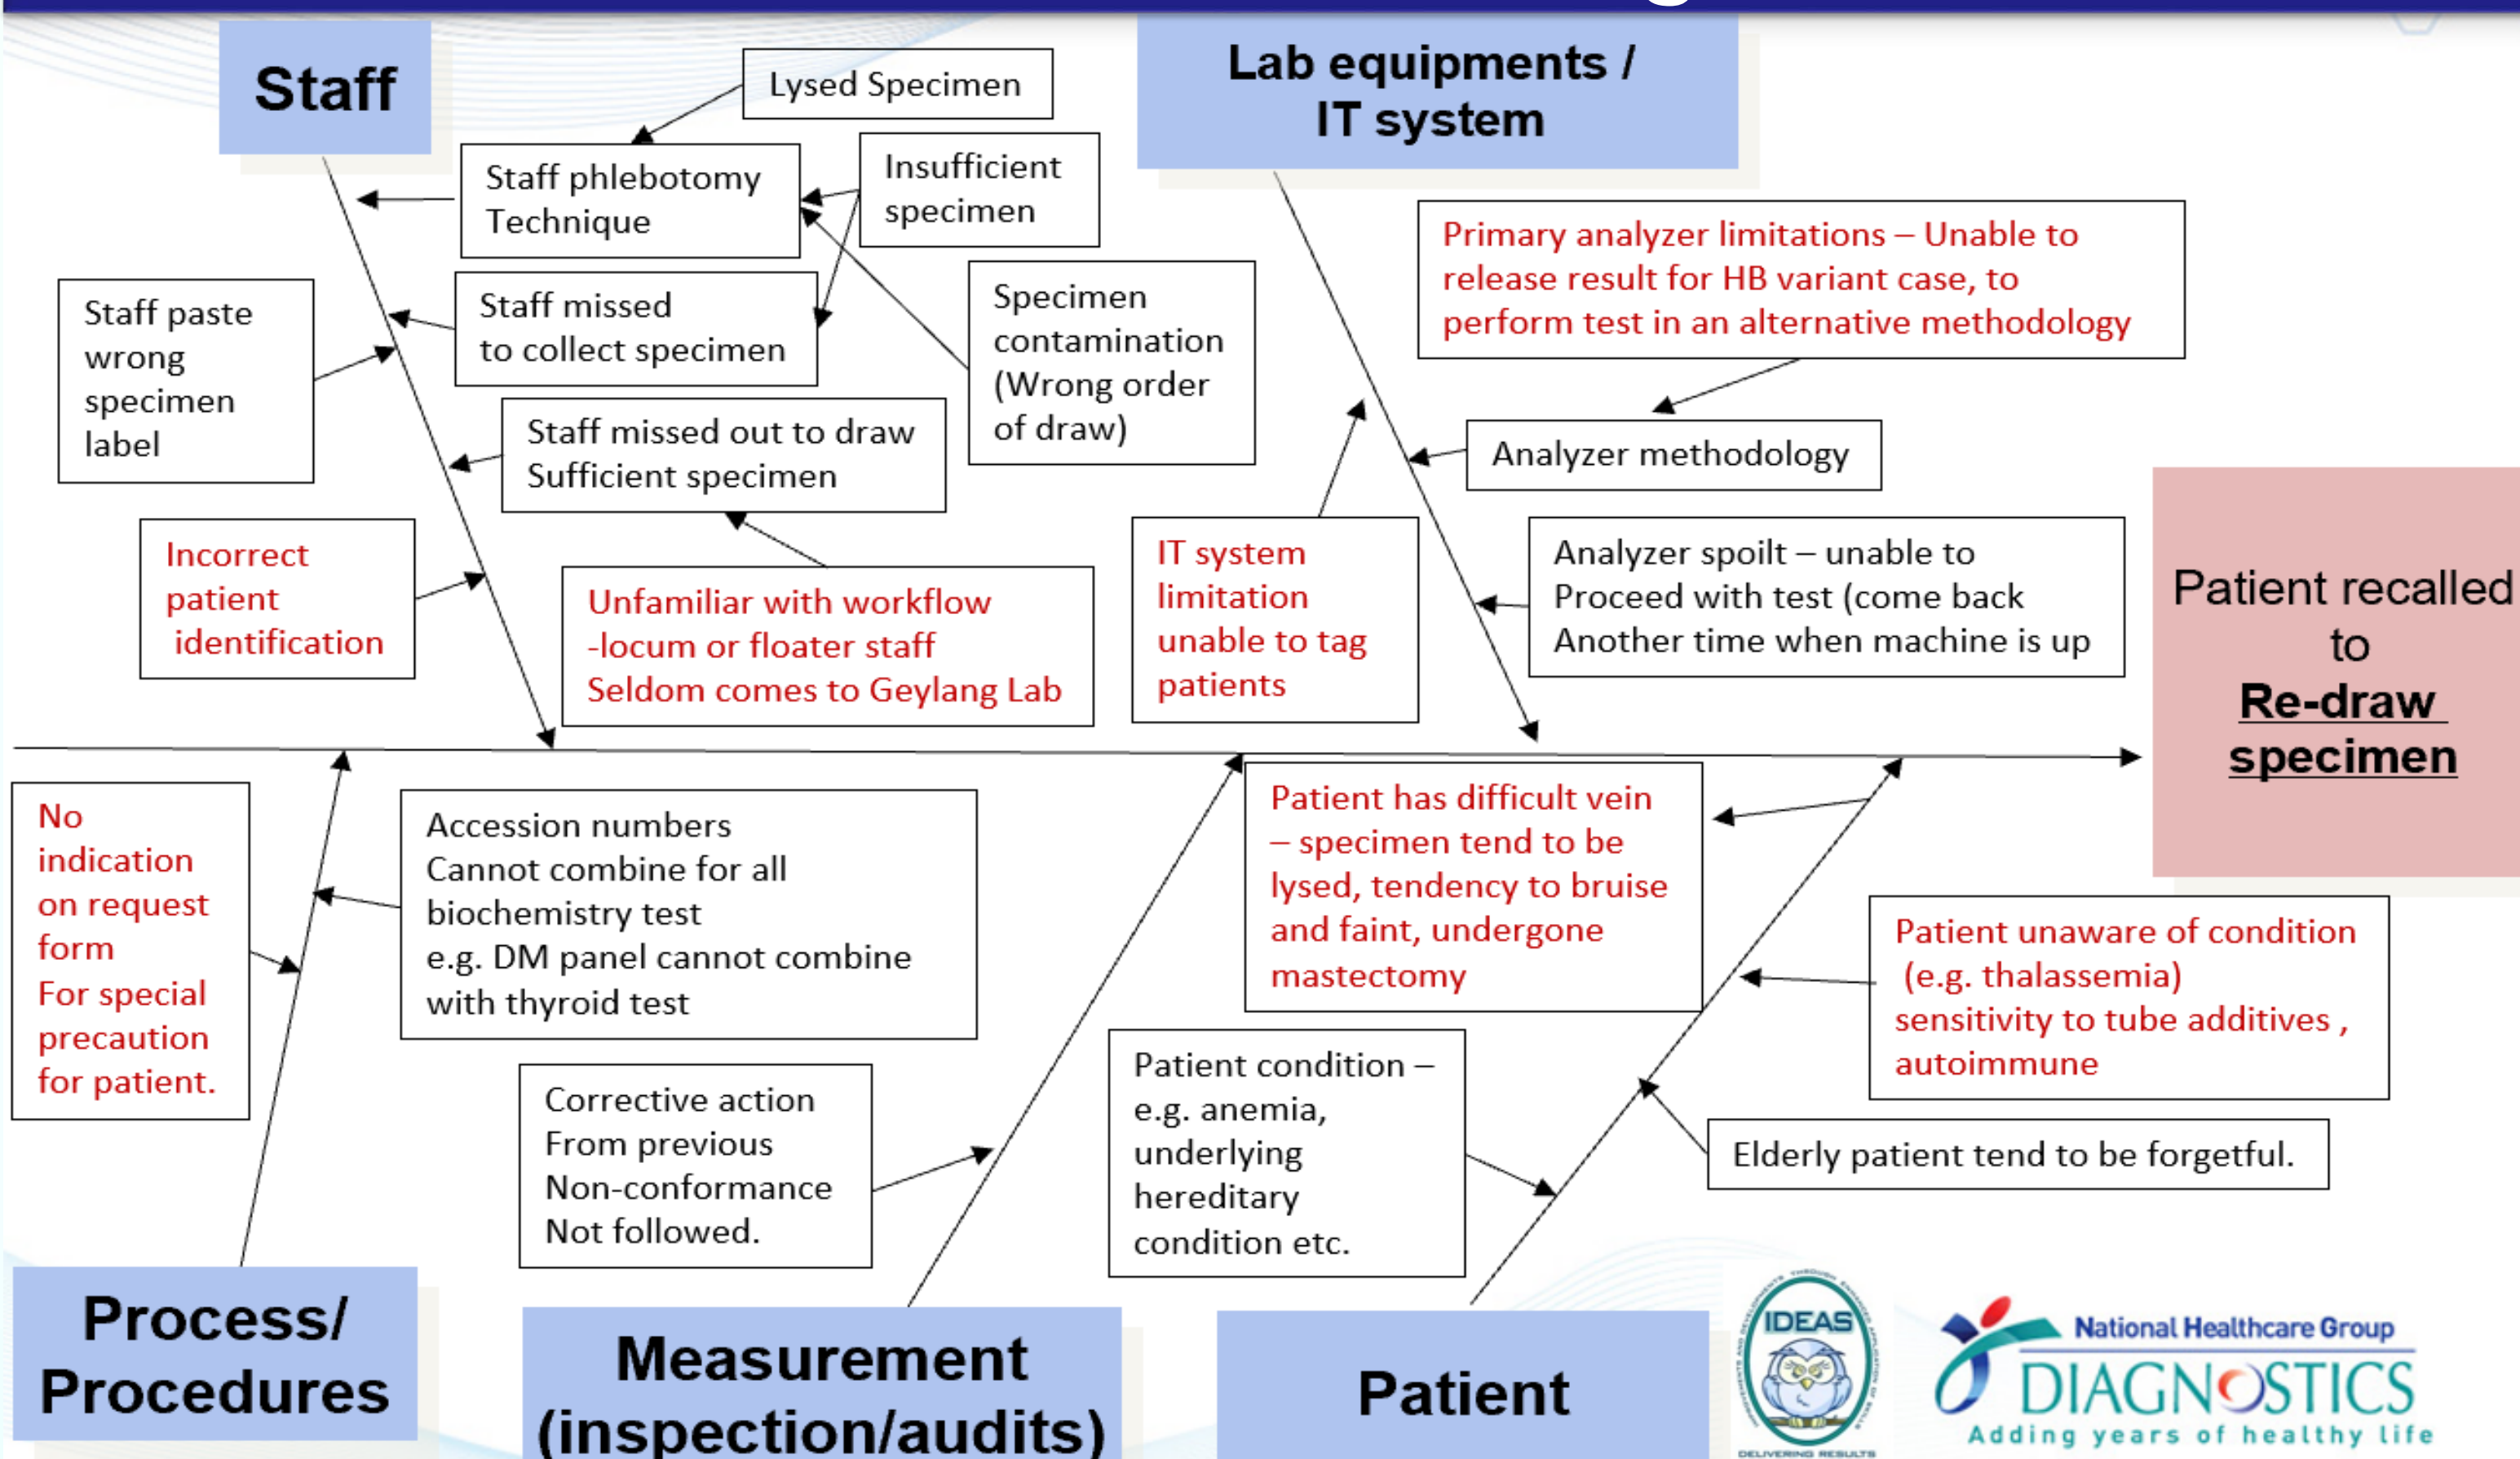 Staff
Lysed Specimen
Staff phlebotomy
Technique
Insufficient
specimen
Staff paste
wrong
specimen
label
Staff missed
to collect specimen
Specimen
contamination
(Wrong order
of draw)
Staff missed out to draw
Sufficient specimen
Incorrect
patient
identification
Unfamiliar with workflow
-locum or floater staff
Seldom comes to Geylang Lab
Lab equipments /
IT system
Primary analyzer limitations – Unable to
release result for HB variant case, to
perform test in an alternative methodology
Analyzer methodology
IT system
limitation
unable to tag
patients
Analyzer spoilt – unable to
Proceed with test (come back
Another time when machine is up
Patient recalled
to
Re-draw
specimen
No
indication
on request
form
For special
precaution
for patient.
Accession numbers
Cannot combine for all
biochemistry test
e.g. DM panel cannot combine
with thyroid test
Corrective action
From previous
Non-conformance
Not followed.
Patient has difficult vein
– specimen tend to be
lysed, tendency to bruise
and faint, undergone
mastectomy
Patient condition –
e.g. anemia,
underlying
hereditary
condition etc.
Patient unaware of condition
(e.g. thalassemia)
sensitivity to tube additives ,
autoimmune
Elderly patient tend to be forgetful.
Process/
Procedures
Measurement
(inspection/audits)
Patient
IDEAS
DELIVERING RESULTS
National Healthcare Group
DIAGNOSTICS
Adding years of healthy life